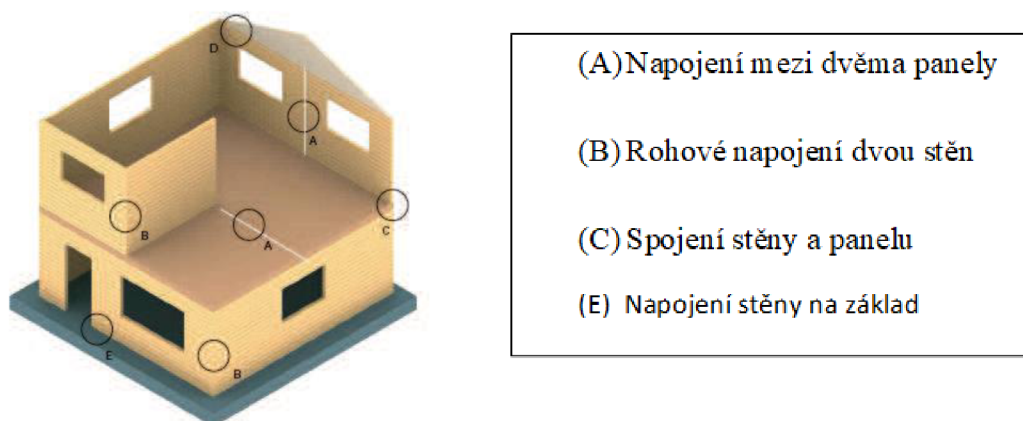 D
A
B
A
C
E
B
(A) Napojení mezi dvěma panely
(B) Rohové napojení dvou stěn
(C) Spojení stěny a panelu
(E) Napojení stěny na základ